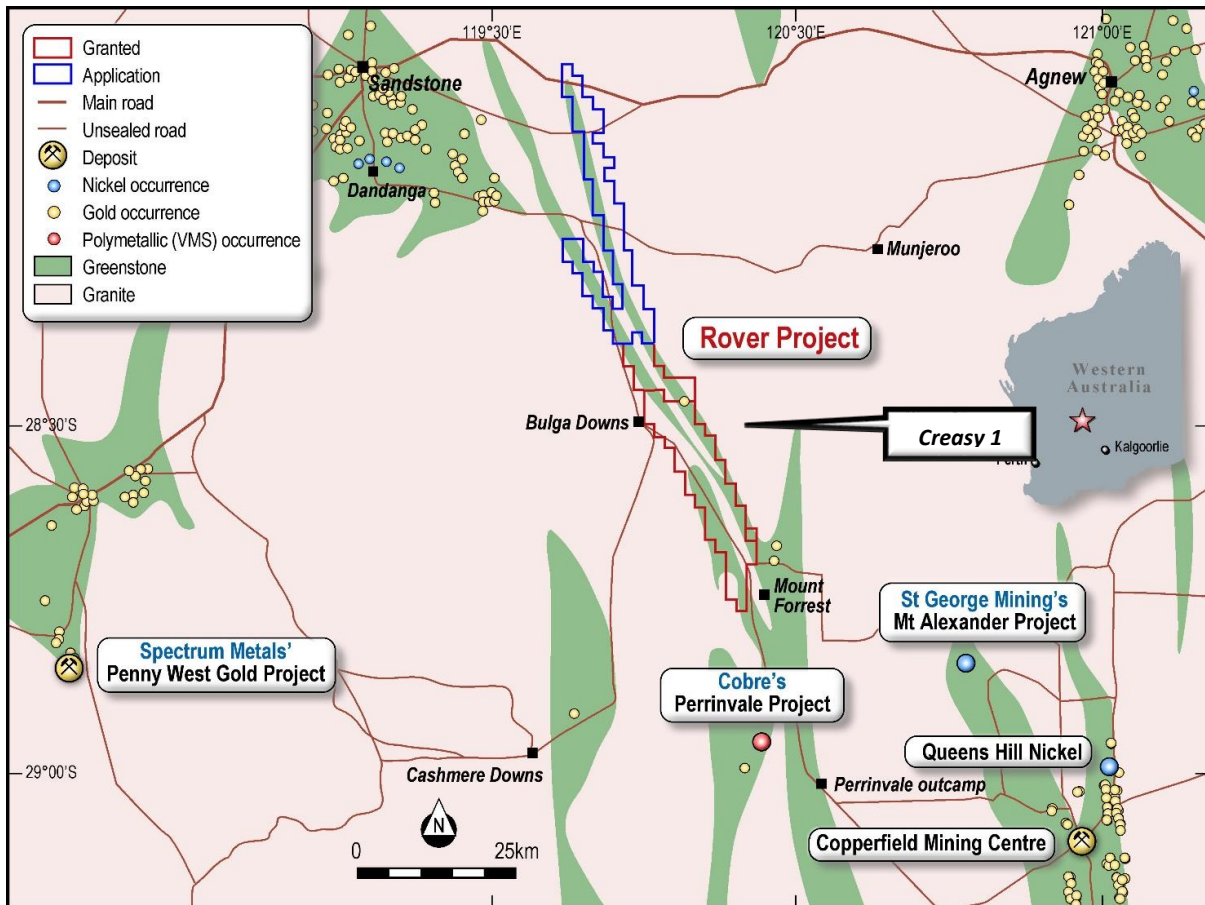 119°30'E
120°30'E
121°00'E
Granted
Application
Main road
Unsealed road
Deposit
Nickel occurrence
Gold occurrence
Polymetallic (VMS) occurrence
Greenstone
Granite
Sandstone
Agnew
Dandanga
Munjeroo
Rover Project
Western
Australia
Bulga Downs
28°30'S
Creasy 1
Kalgoorlie
Perth
Mount
Forrest
St George Mining's
Mt Alexander Project
Spectrum Metals'
Penny West Gold Project
Cobre's
Perrinvale Project
Queens Hill Nickel
Cashmere Downs
29°00'S
Perrinvale outcamp
N
Copperfield Mining Centre
0
25km